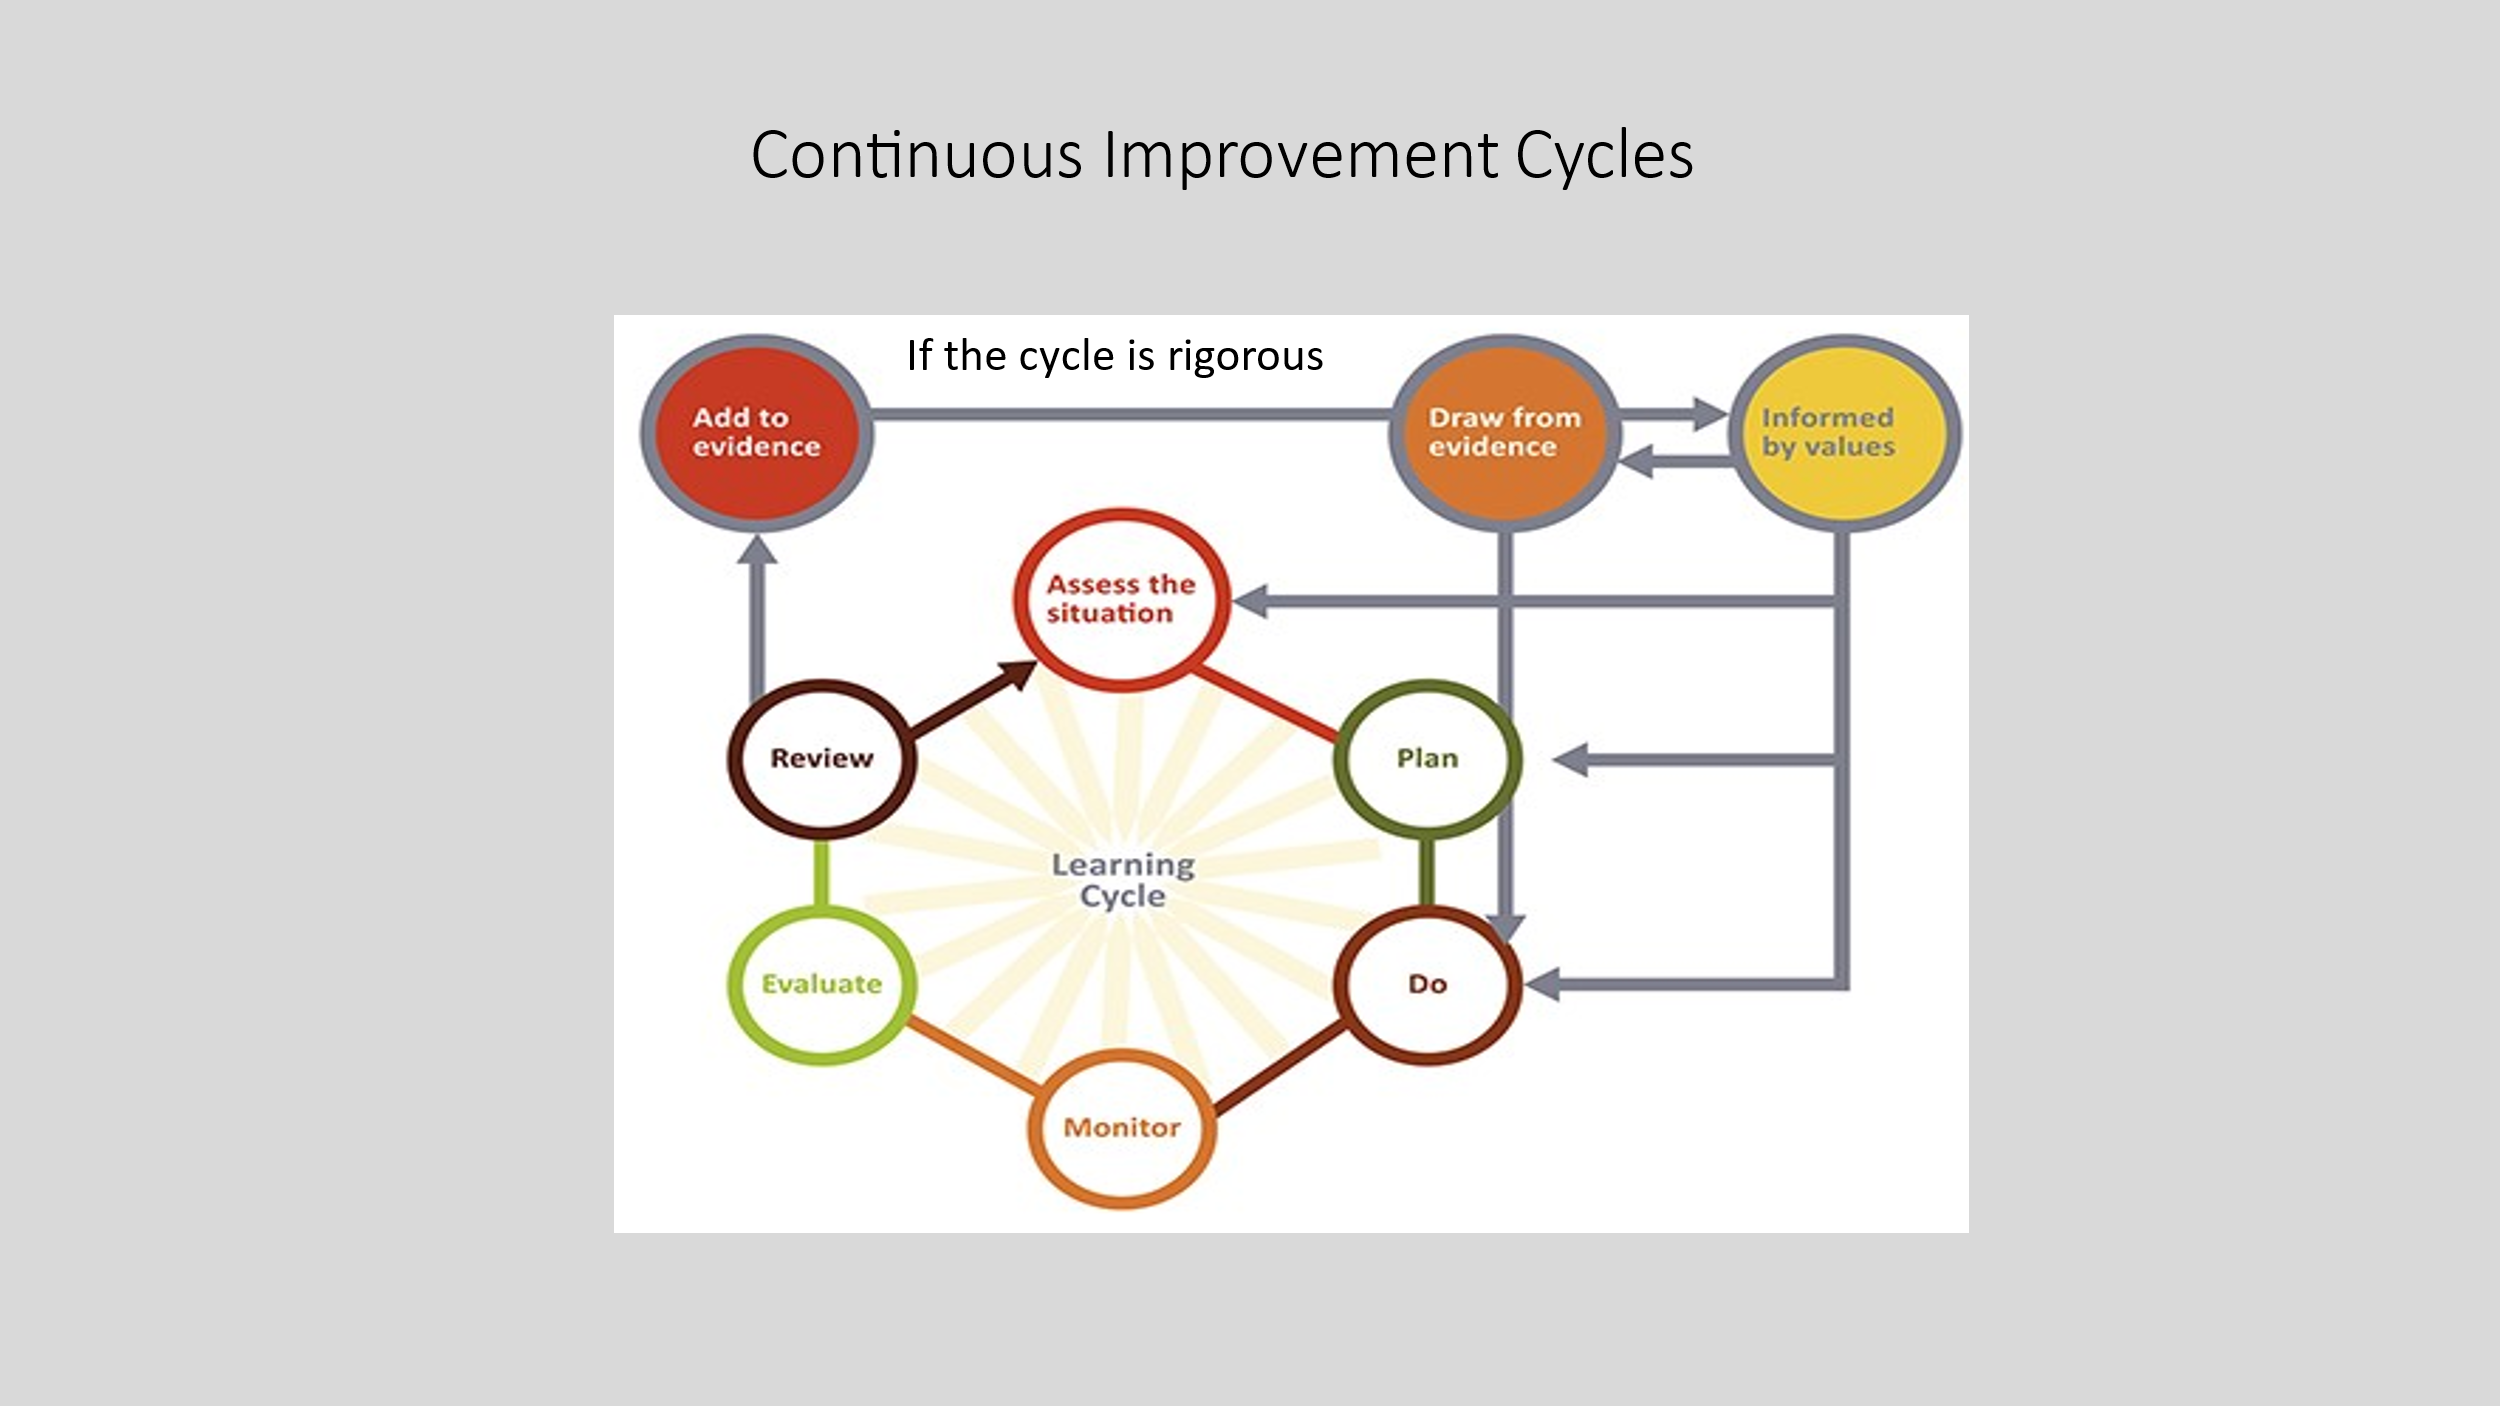 Continuous Improvement Cycles
If the cycle is rigorous
Add to
evidence
Draw from
evidence
Informed
by values
Assess the
situation
Review
Plan
Learning
Cycle
Evaluate
Do
Monitor